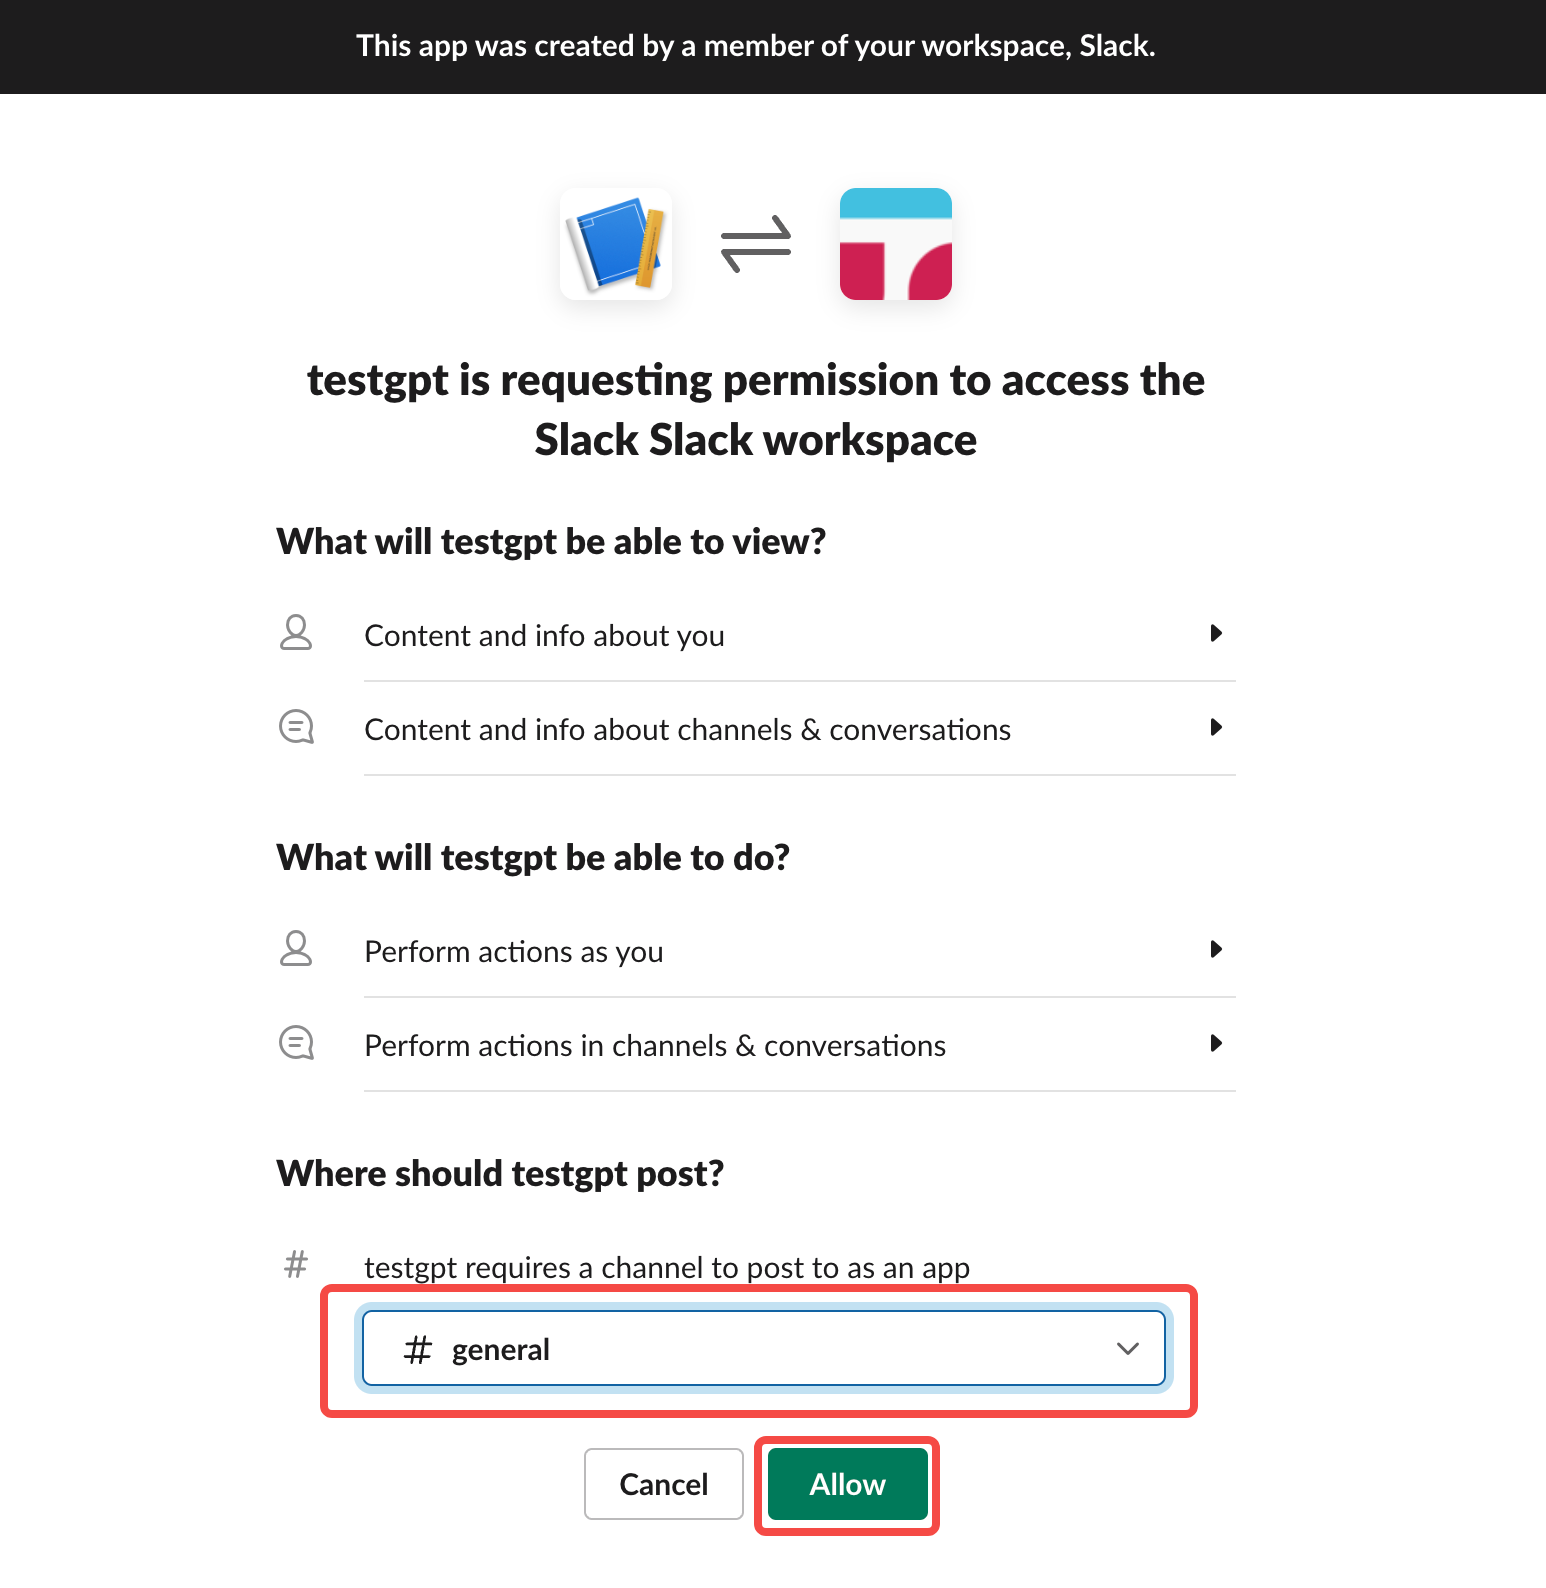 This app was created by a member of your workspace, Slack.
testgpt is requesting permission to access the
Slack Slack workspace
What will testgpt be able to view?
Content and info about you
Content and info about channels & conversations
What will testgpt be able to do?
Perform actions as you
Perform actions in channels & conversations
Where should testgpt post?
# testgpt requires a channel to post to as an app
# general
Cancel Allow